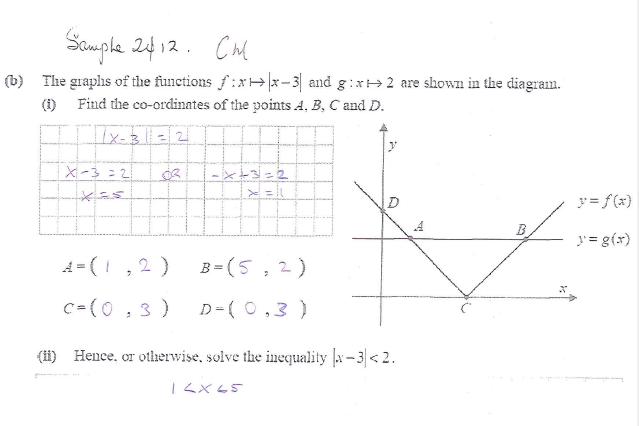 Sample 2012. CM
(b) The graphs of the functions f : x ↦ |x − 3| and g : x ↦ 2 are shown in the diagram.
(i) Find the co-ordinates of the points A, B, C and D.
|x-3| = 2
x-3 = 2 OR -x+3=2
x=5 x=1
A=(1, 2) B=(5, 2)
C=(0, 3) D=(0, 3)
y
D
A
B
C
x
y = f(x)
y = g(x)
(ii) Hence, or otherwise, solve the inequality |x − 3| < 2.
1<x<5